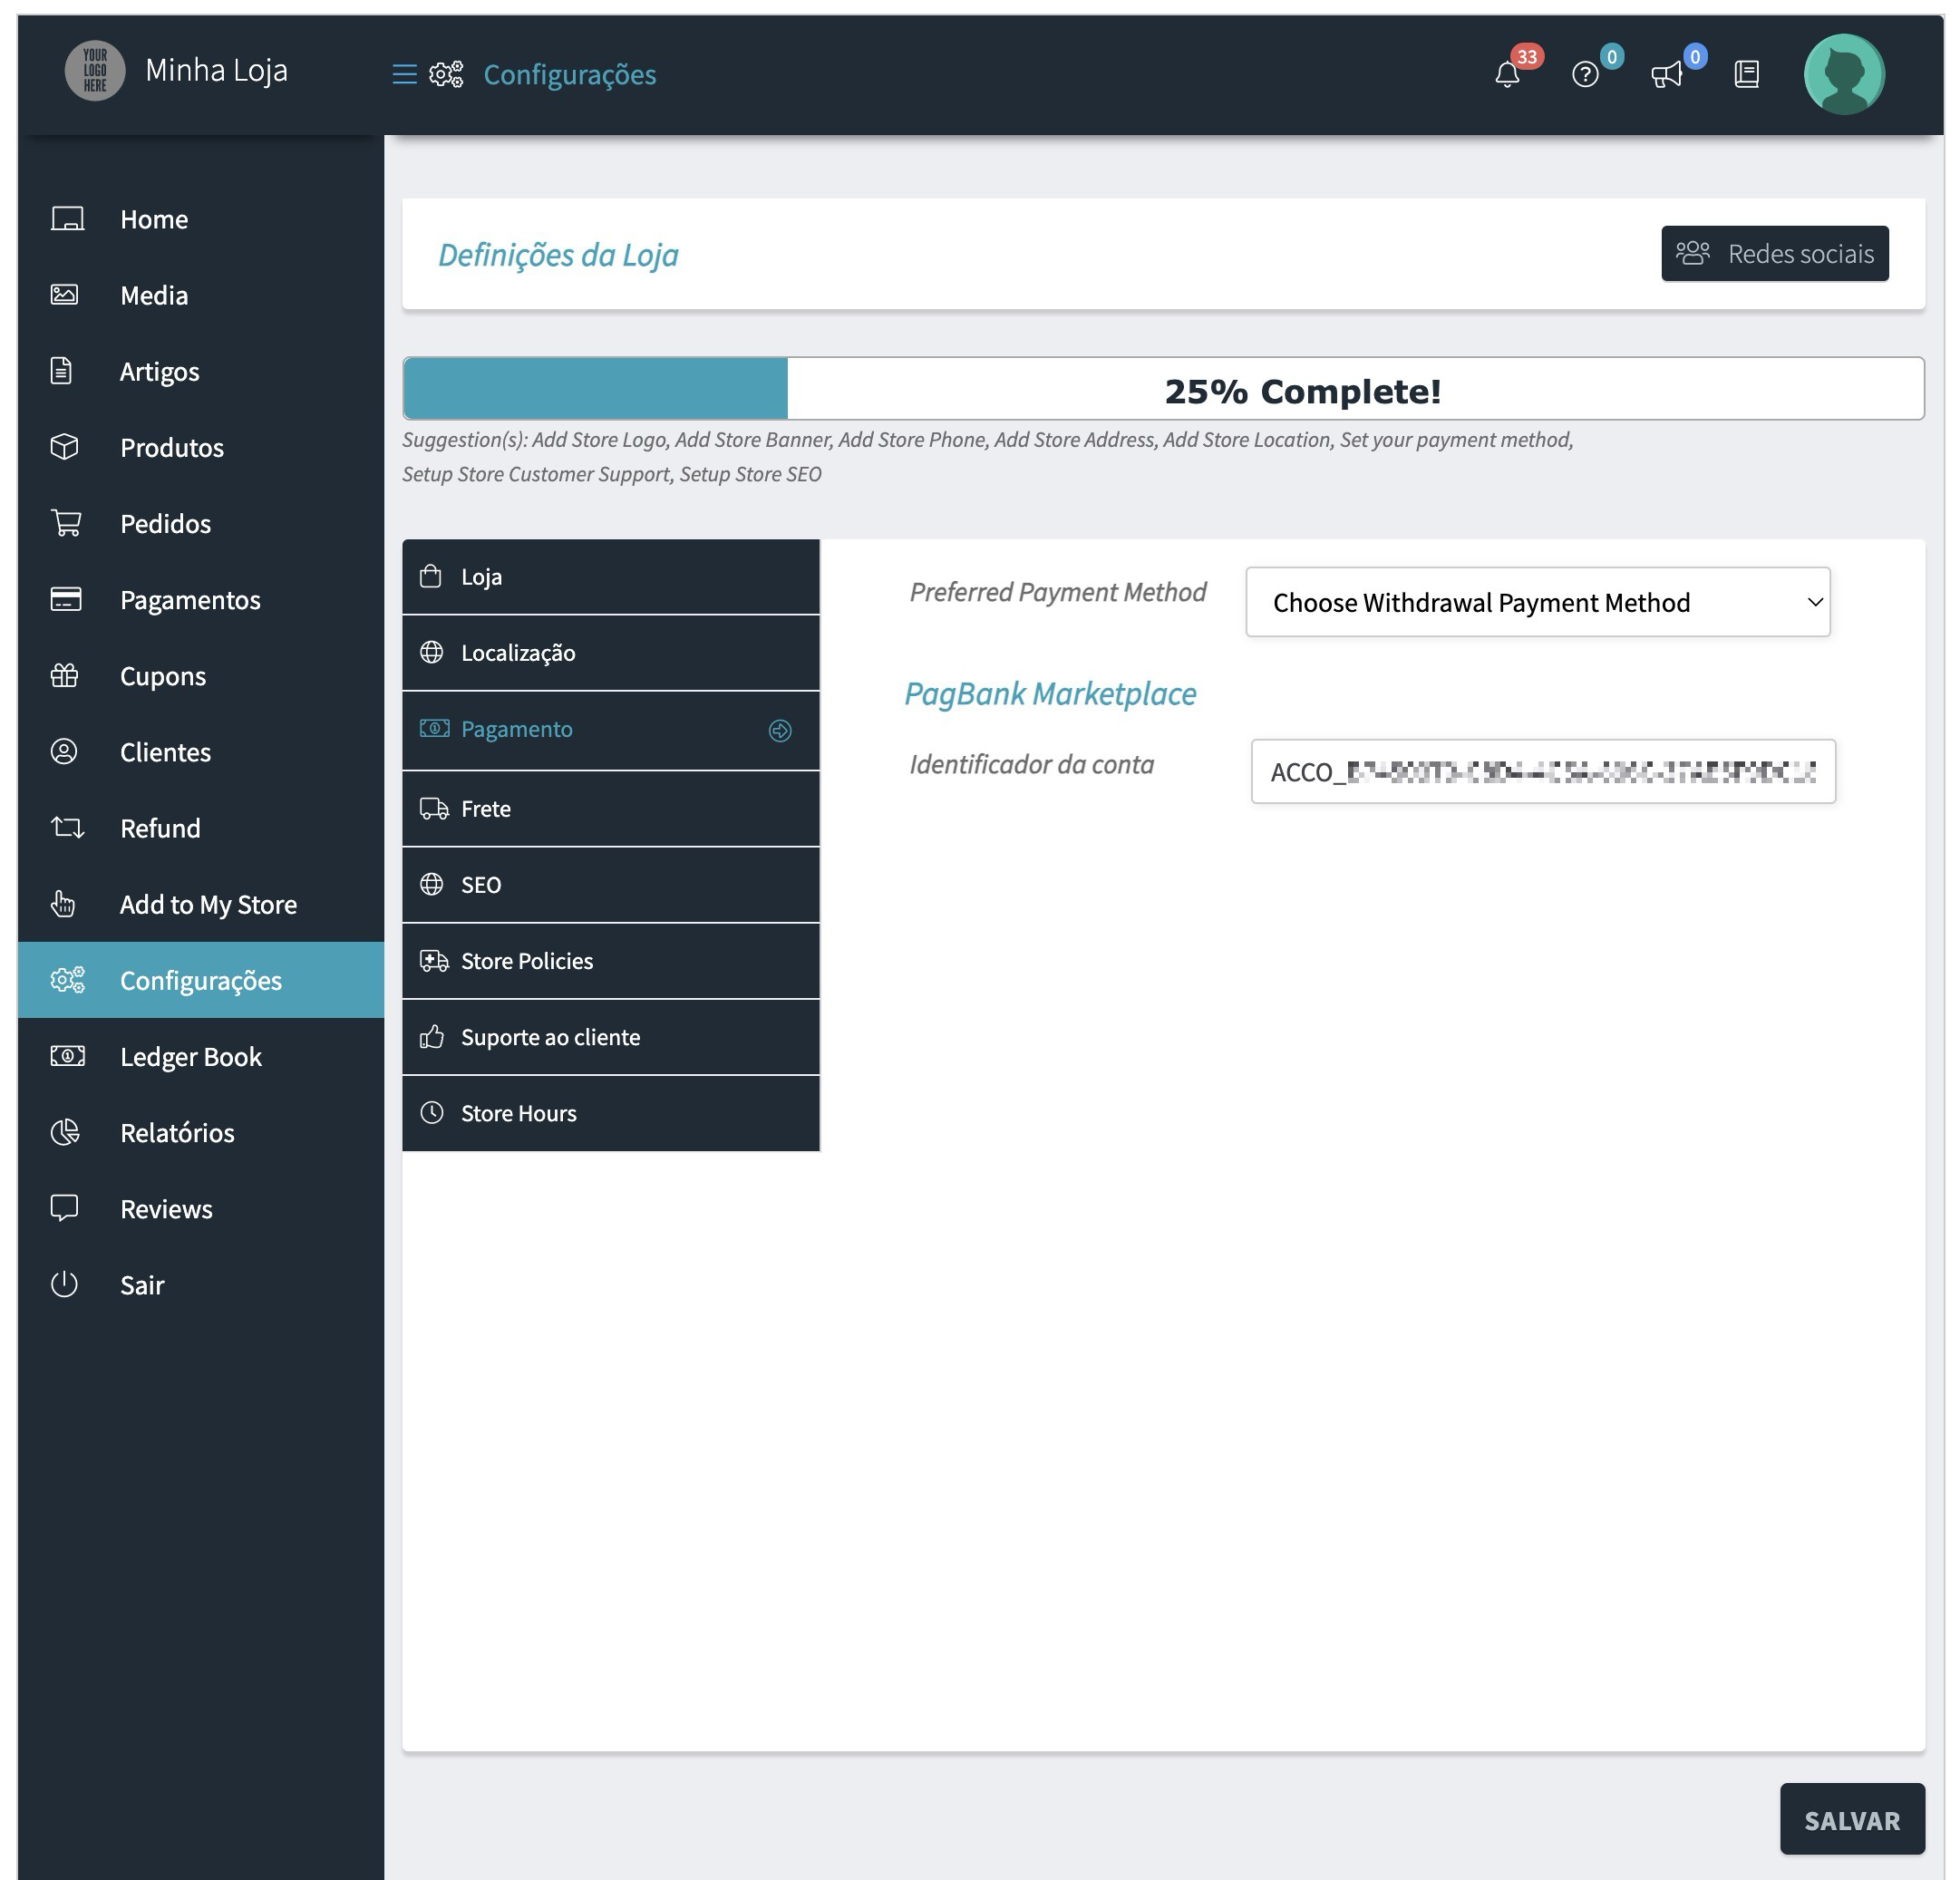 YOUR
LOGO
HERE
Minha Loja
Configurações
33
0
0
Home
Media
Artigos
Produtos
Pedidos
Pagamentos
Cupons
Clientes
Refund
Add to My Store
Configurações
Ledger Book
Relatórios
Reviews
Sair
Definições da Loja
Redes sociais
25% Complete!
Suggestion(s): Add Store Logo, Add Store Banner, Add Store Phone, Add Store Address, Add Store Location, Set your payment method,
Setup Store Customer Support, Setup Store SEO
Loja
Localização
Pagamento
Frete
SEO
Store Policies
Suporte ao cliente
Store Hours
Preferred Payment Method
Choose Withdrawal Payment Method
PagBank Marketplace
Identificador da conta
ACCO_
SALVAR